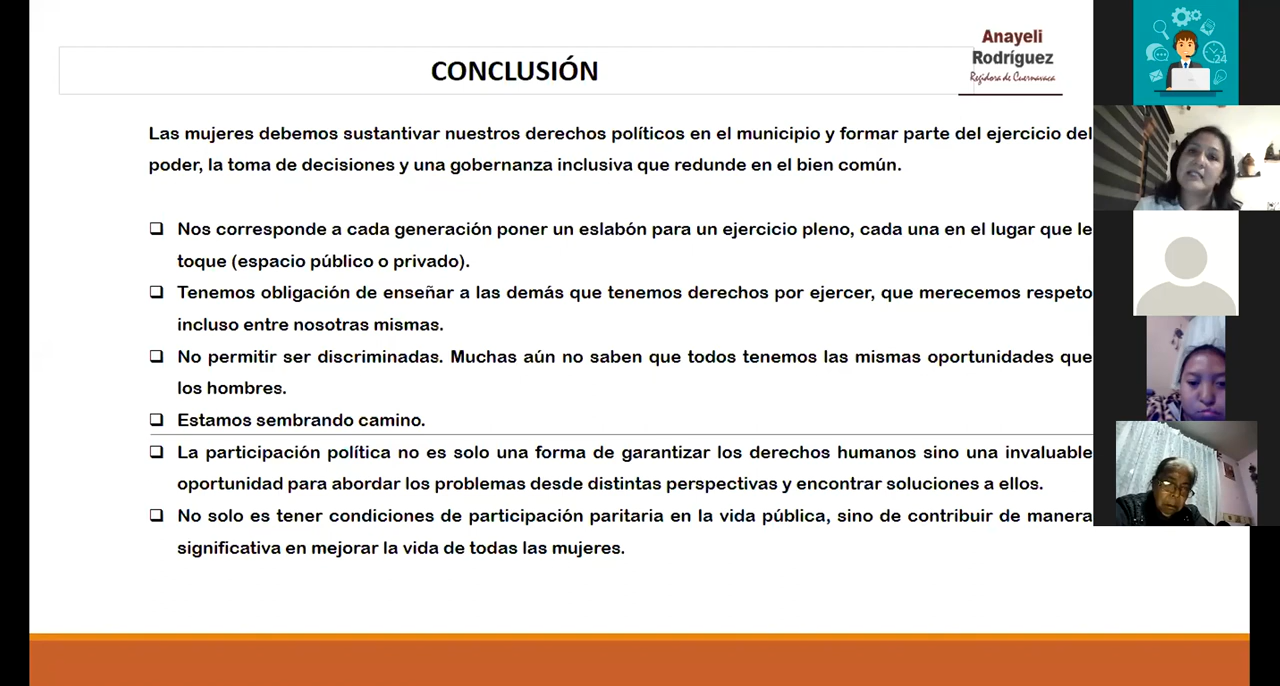 Anayeli
Rodríguez
Regidora de Cuernavaca
CONCLUSIÓN
Las mujeres debemos sustantivar nuestros derechos políticos en el municipio y formar parte del ejercicio del
poder, la toma de decisiones y una gobernanza inclusiva que redunde en el bien común.
Nos corresponde a cada generación poner un eslabón para un ejercicio pleno, cada una en el lugar que le
toque (espacio público o privado).
Tenemos obligación de enseñar a las demás que tenemos derechos por ejercer, que merecemos respeto
incluso entre nosotras mismas.
No permitir ser discriminadas. Muchas aún no saben que todos tenemos las mismas oportunidades que
los hombres.
Estamos sembrando camino.
La participación política no es solo una forma de garantizar los derechos humanos sino una invaluable
oportunidad para abordar los problemas desde distintas perspectivas y encontrar soluciones a ellos.
No solo es tener condiciones de participación paritaria en la vida pública, sino de contribuir de manera
significativa en mejorar la vida de todas las mujeres.
24